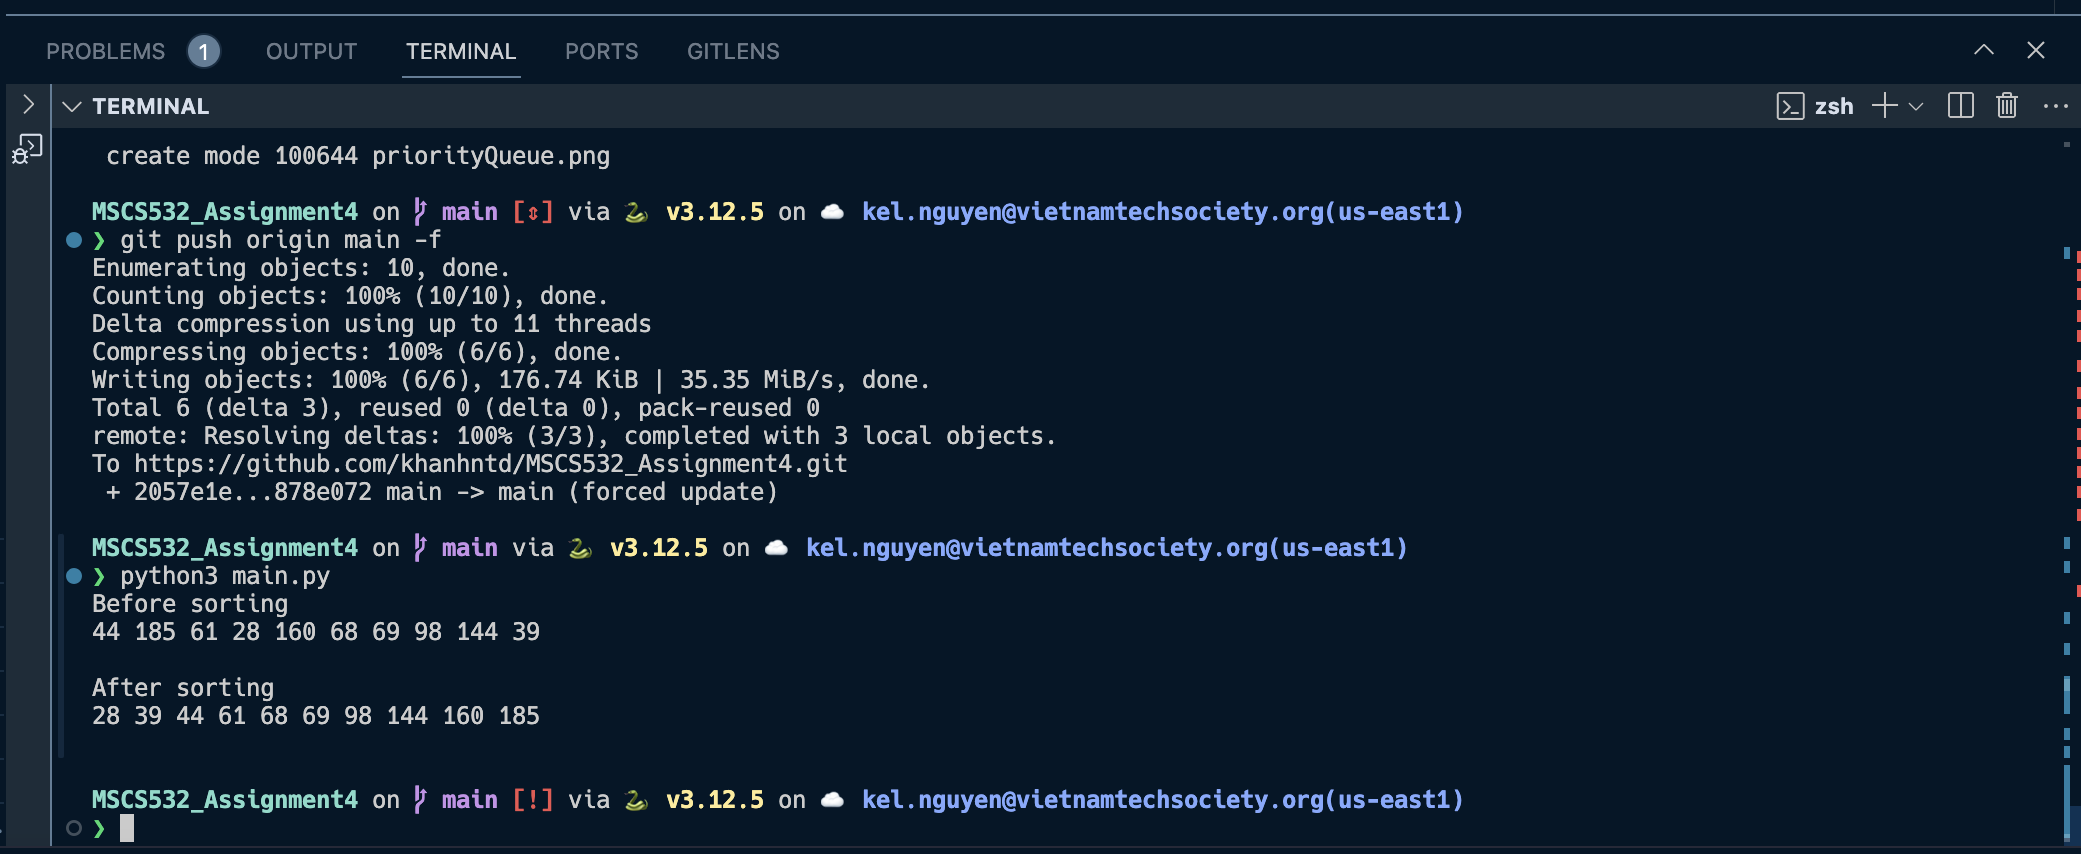 PROBLEMS 1 OUTPUT TERMINAL PORTS GITLENS
TERMINAL zsh
create mode 100644 priorityQueue.png
MSCS532_Assignment4 on main [⇕] via 🐍 v3.12.5 on ☁️ kel.nguyen@vietnamtechsociety.org(us-east1)
❯ git push origin main -f
Enumerating objects: 10, done.
Counting objects: 100% (10/10), done.
Delta compression using up to 11 threads
Compressing objects: 100% (6/6), done.
Writing objects: 100% (6/6), 176.74 KiB | 35.35 MiB/s, done.
Total 6 (delta 3), reused 0 (delta 0), pack-reused 0
remote: Resolving deltas: 100% (3/3), completed with 3 local objects.
To https://github.com/khanhntd/MSCS532_Assignment4.git
+ 2057e1e...878e072 main -> main (forced update)
MSCS532_Assignment4 on main via 🐍 v3.12.5 on ☁️ kel.nguyen@vietnamtechsociety.org(us-east1)
❯ python3 main.py
Before sorting
44 185 61 28 160 68 69 98 144 39
After sorting
28 39 44 61 68 69 98 144 160 185
MSCS532_Assignment4 on main [!] via 🐍 v3.12.5 on ☁️ kel.nguyen@vietnamtechsociety.org(us-east1)
❯